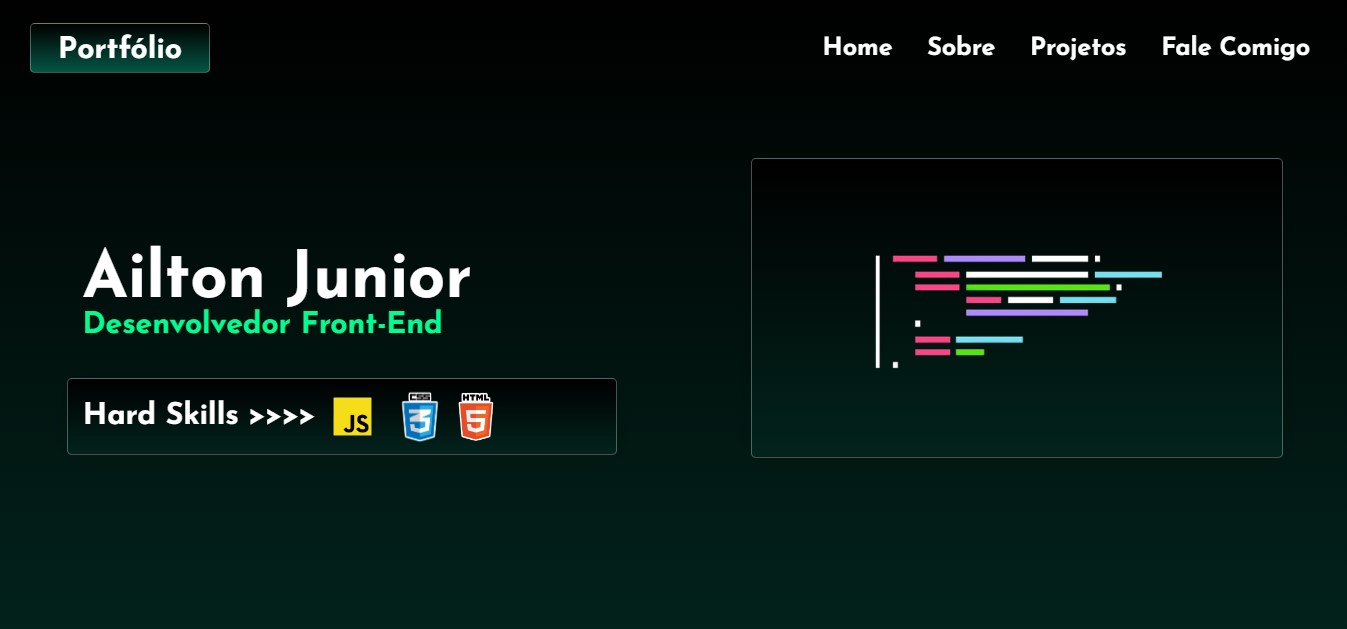 Portfólio
Home Sobre Projetos Fale Comigo
Ailton Junior
Desenvolvedor Front-End
Hard Skills >>>> JS CSS 3 HTML 5